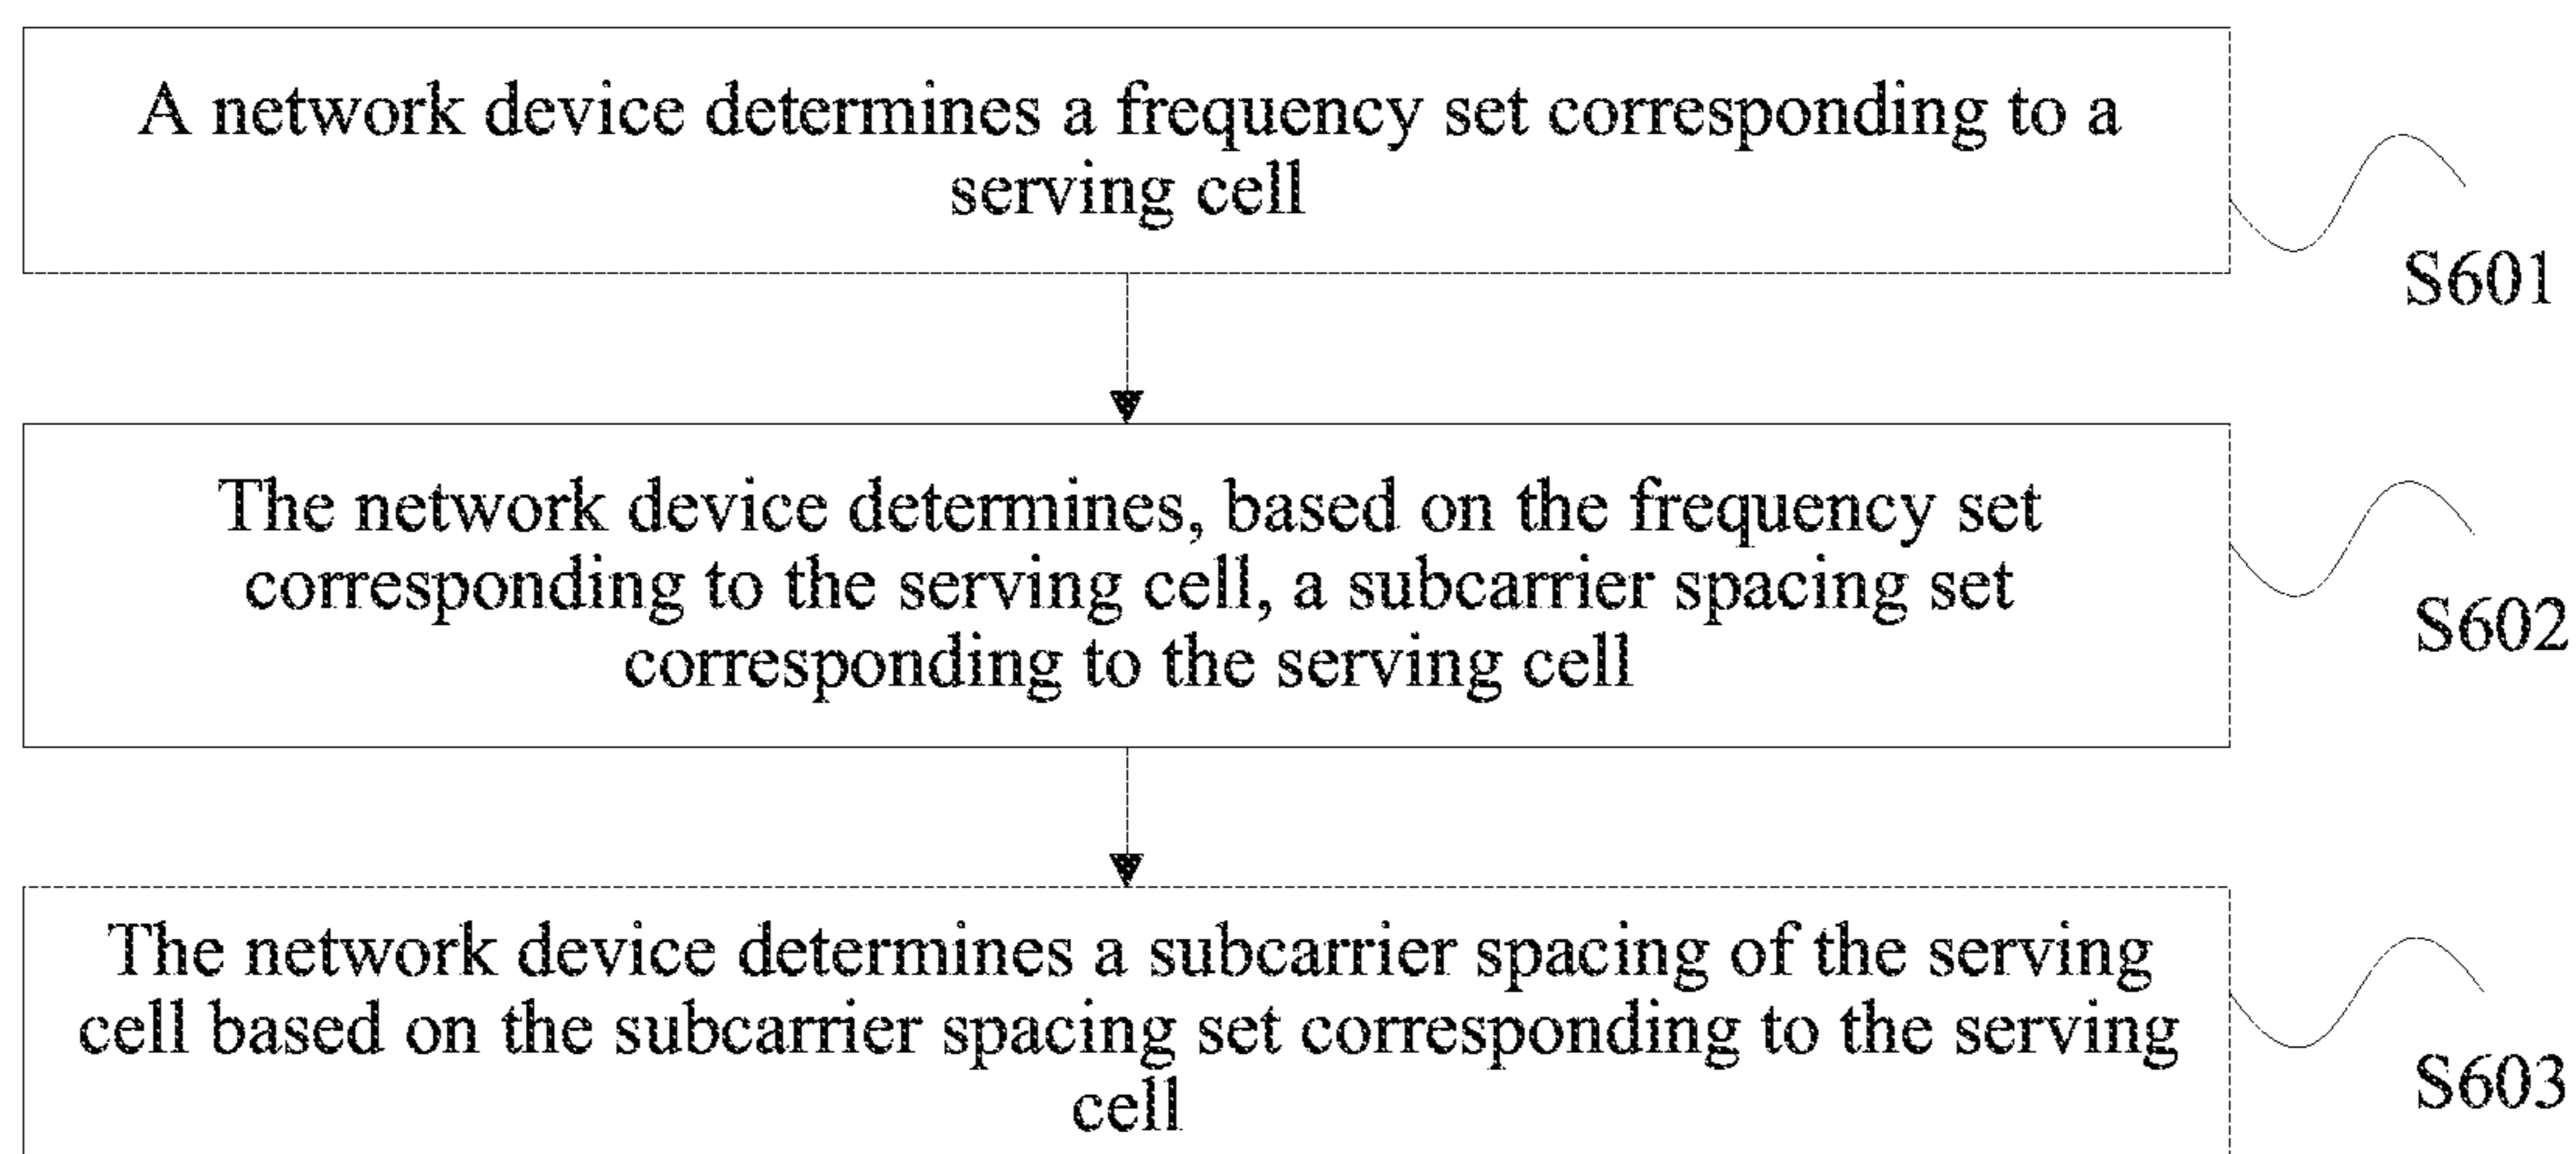 A network device determines a frequency set corresponding to a
serving cell
S601
The network device determines, based on the frequency set
corresponding to the serving cell, a subcarrier spacing set
corresponding to the serving cell
S602
The network device determines a subcarrier spacing of the serving
cell based on the subcarrier spacing set corresponding to the serving
cell
S603